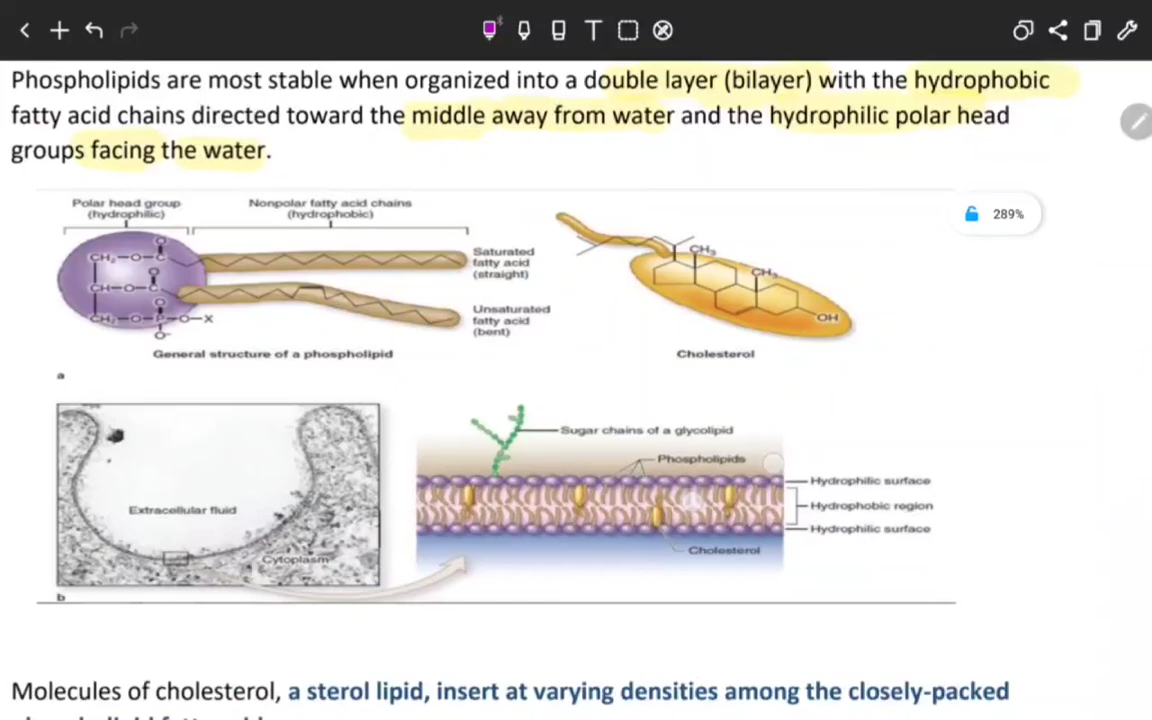 Phospholipids are most stable when organized into a double layer (bilayer) with the hydrophobic
fatty acid chains directed toward the middle away from water and the hydrophilic polar head
groups facing the water.
289%
Polar head group
(hydrophilic)
Nonpolar fatty acid chains
(hydrophobic)
Saturated
fatty acid
(straight)
Unsaturated
fatty acid
(bent)
CH₂—O—C
O
CH—O—C
O
CH₂—O—P—O—X
O
O⁻
General structure of a phospholipid
CH₃
CH₃
OH
Cholesterol
a
Extracellular fluid
Cytoplasm
Sugar chains of a glycolipid
Phospholipids
Hydrophilic surface
Hydrophobic region
Hydrophilic surface
Cholesterol
b
Molecules of cholesterol, a sterol lipid, insert at varying densities among the closely-packed